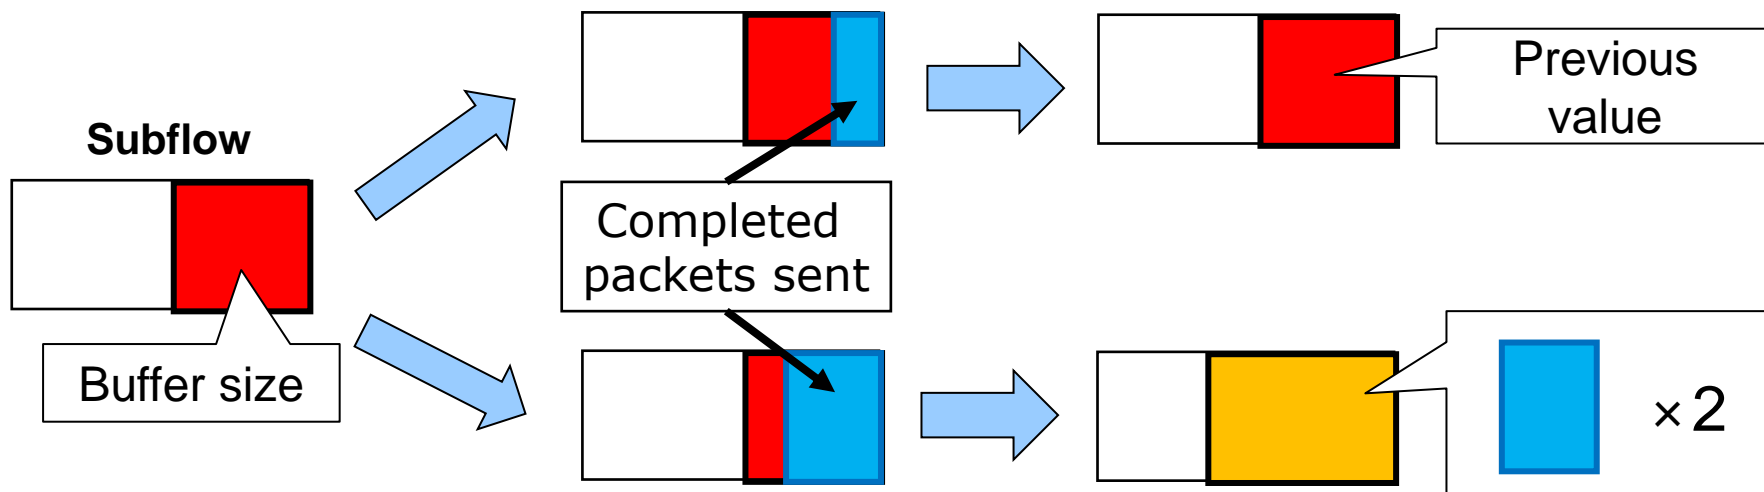 Subflow
Buffer size
Completed
packets sent
Previous
value
×2